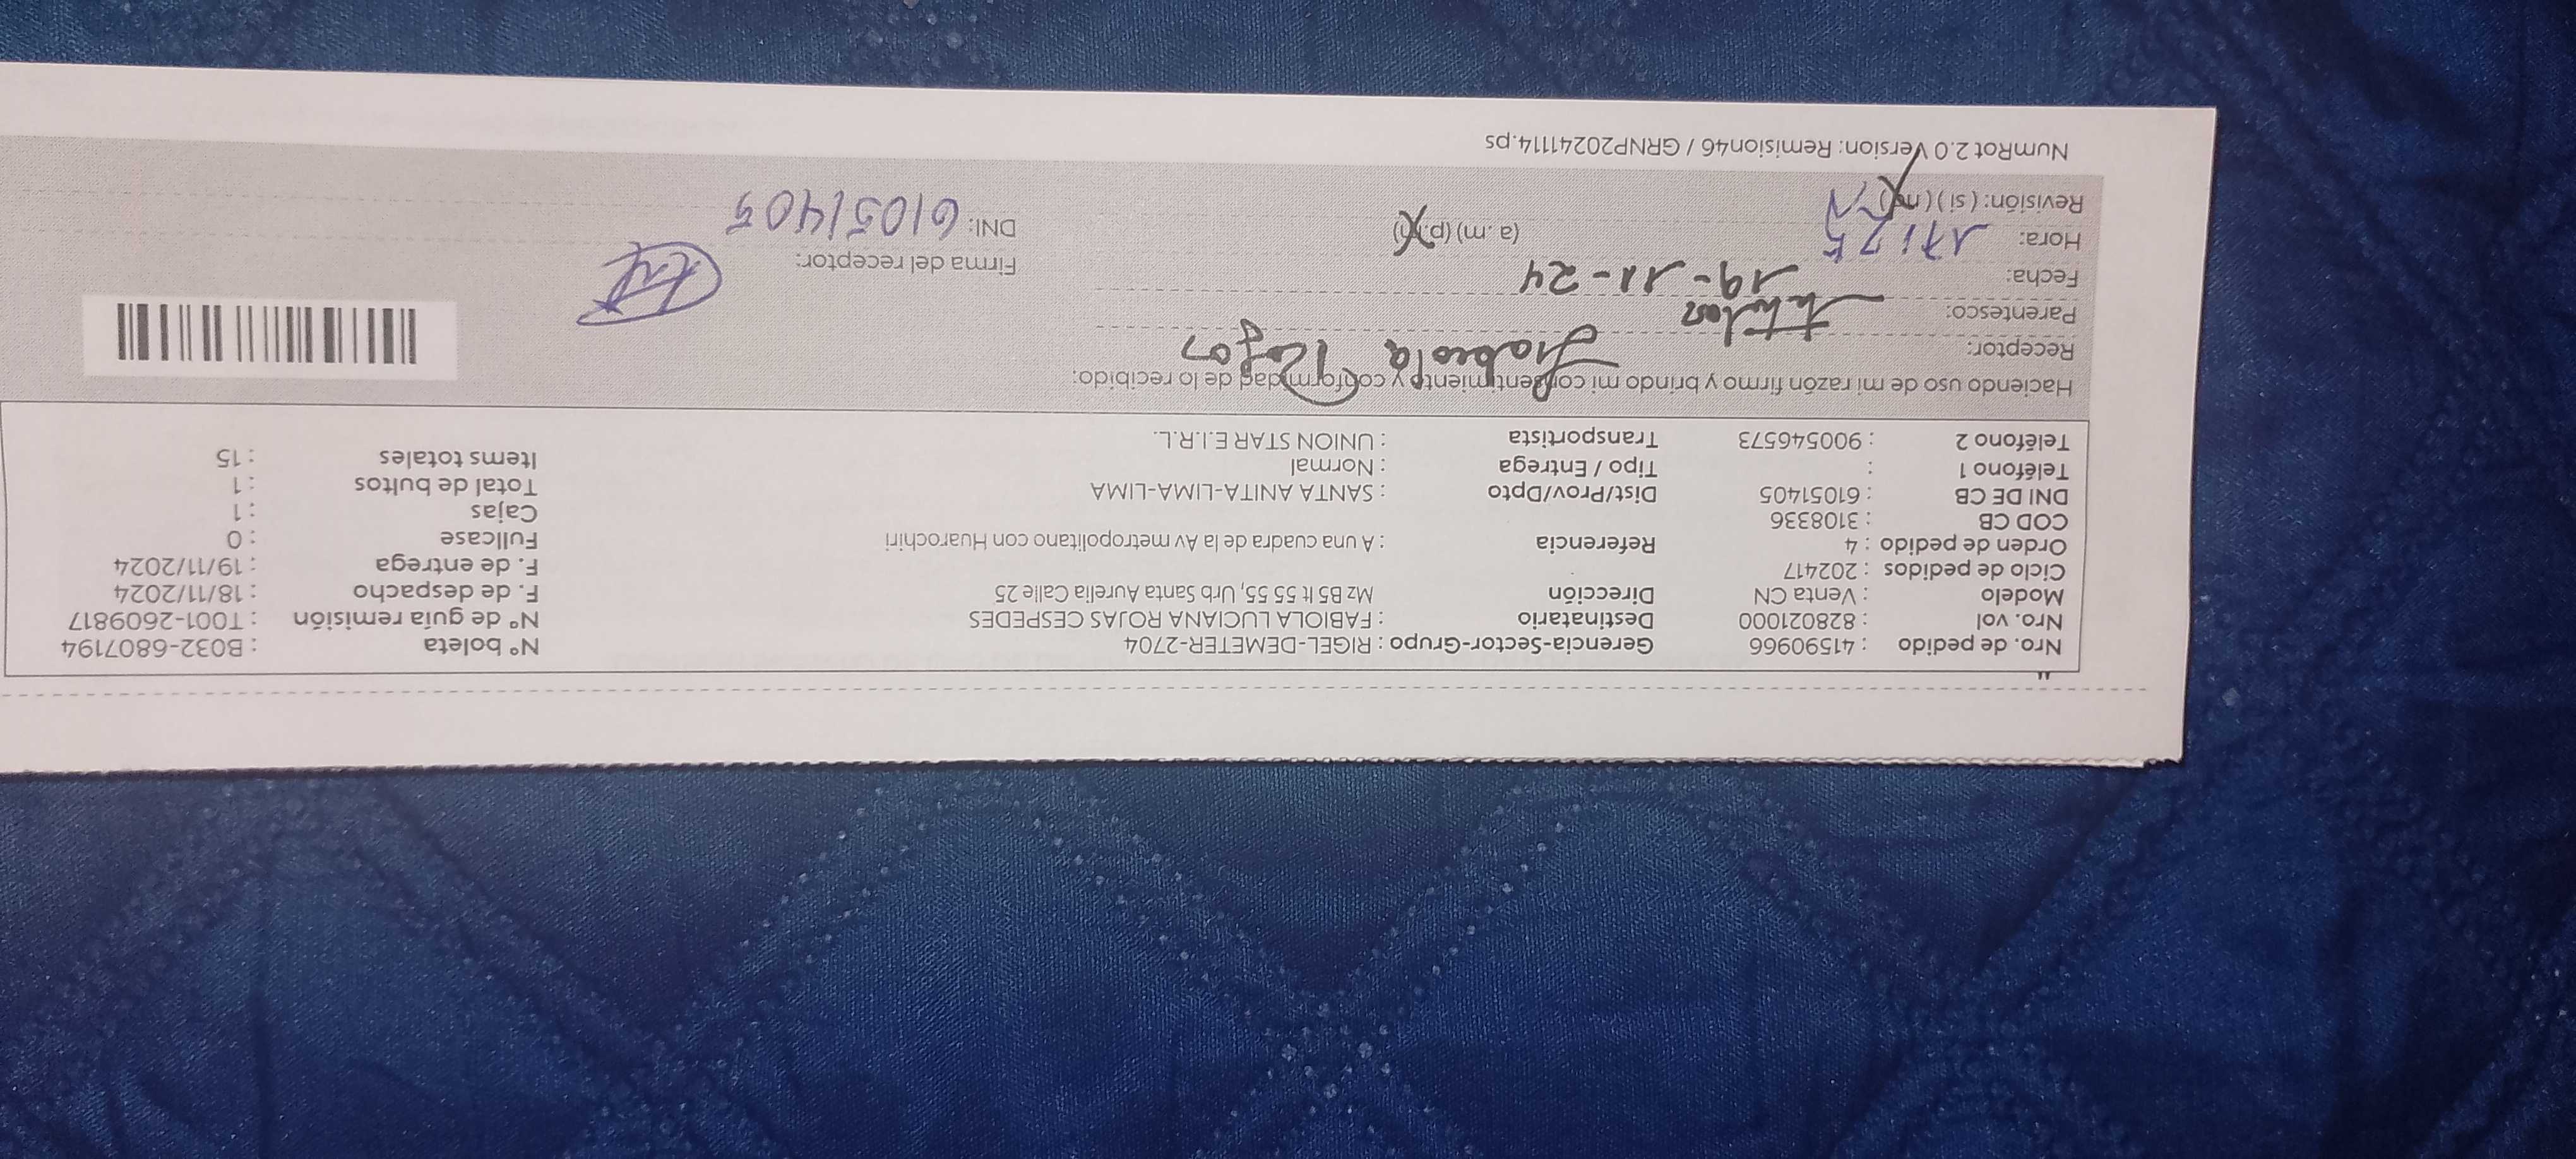 Nro. de pedido : 41590966 Gerencia-Sector-Grupo : RIGEL-DEMETER-2704 N° boleta : B032-6807194
Nro. vol : 828021000 Destinatario : FABIOLA LUCIANA ROJAS CESPEDES N° de guía remisión : T001-2609817
Modelo : Venta CN Dirección Mz B5 lt 55 55, Urb Santa Aurelia Calle 25 F. de despacho : 18/11/2024
Ciclo de pedidos : 202417 F. de entrega : 19/11/2024
Orden de pedido : 4 Referencia : A una cuadra de la Av metropolitano con Huarochiri Fullcase : 0
COD CB : 3108336 Cajas : 1
DNI DE CB : 61051405 Dist/Prov/Dpto : SANTA ANITA-LIMA-LIMA Total de bultos : 1
Teléfono 1 : Tipo / Entrega : Normal Items totales : 15
Teléfono 2 : 900546573 Transportista : UNION STAR E.I.R.L.
Haciendo uso de mi razón firmo y brindo mi consentimiento y conformidad de lo recibido:
Receptor: Fabiola Rojas
Parentesco: titular
Fecha: 19-11-24 Firma del receptor:
Hora: (a.m) (p.m) DNI: 61051405
Revisión: (si) (no)
NumRot 2.0 Version: Remision46 / GRNP20241114.ps